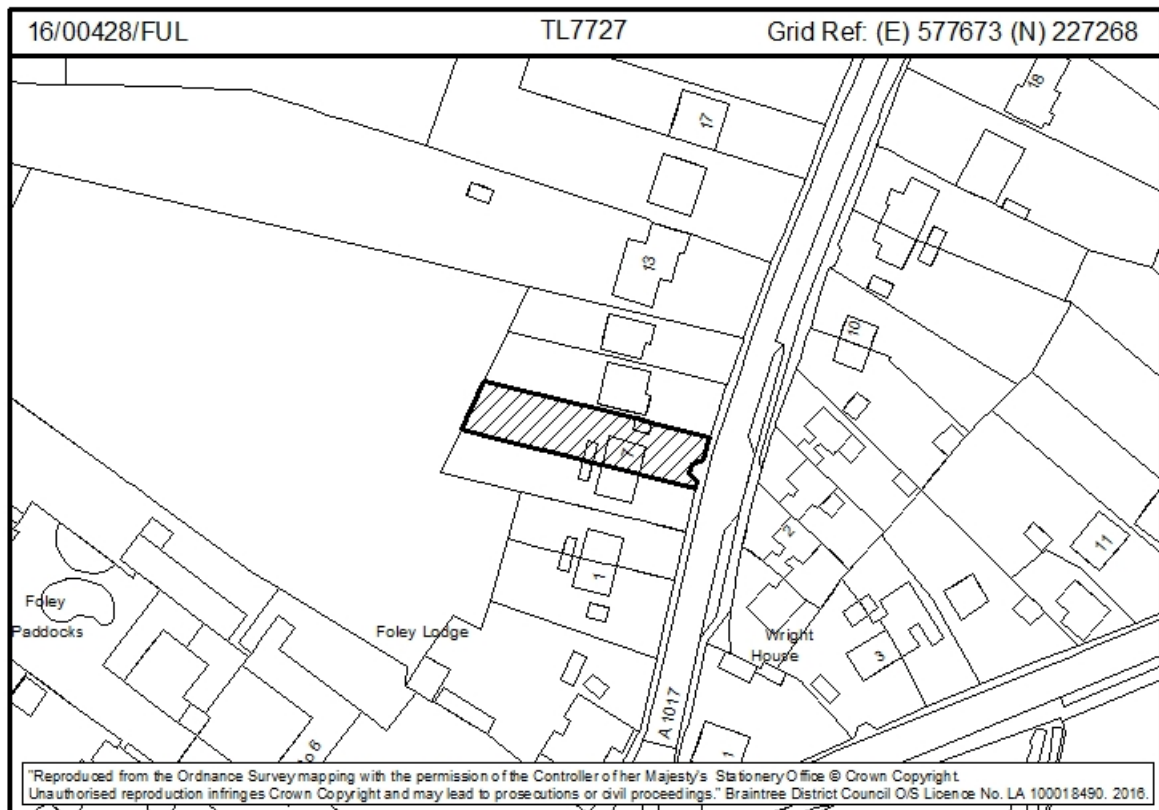 16/00428/FUL TL7727 Grid Ref: (E) 577673 (N) 227268
18
17
13
10
7
2
11
1
Foley
Paddocks
Foley Lodge
Wright
House
3
A 1017
1
"Reproduced from the Ordnance Survey mapping with the permission of the Controller of her Majesty's Stationery Office © Crown Copyright.
Unauthorised reproduction infringes Crown Copyright and may lead to prosecutions or civil proceedings." Braintree District Council O/S Licence No. LA 100018490. 2016.